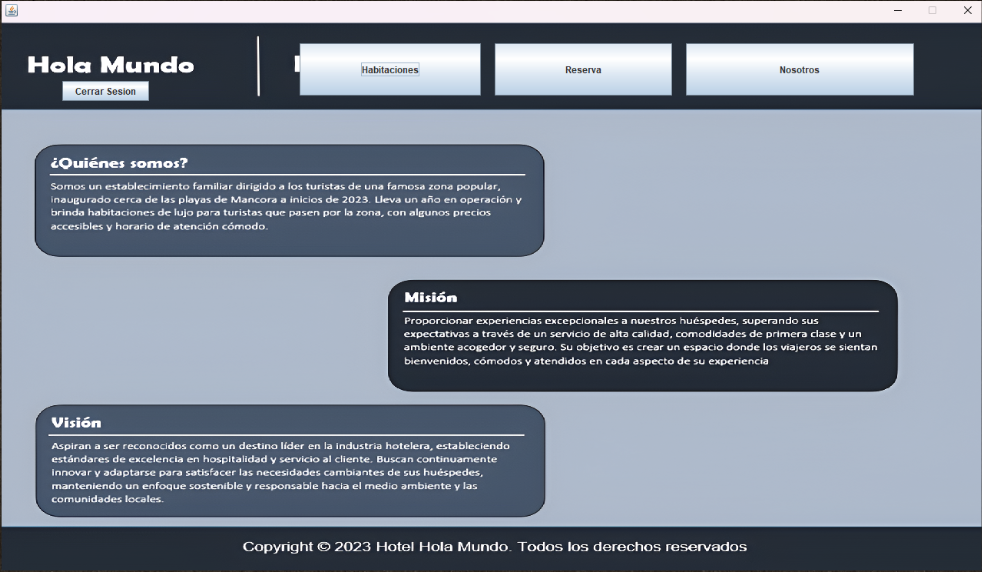 Hola Mundo
Cerrar Sesion
Habitaciones
Reserva
Nosotros
¿Quiénes somos?
Somos un establecimiento familiar dirigido a los turistas de una famosa zona popular,
inaugurado cerca de las playas de Mancora a inicios de 2023. Lleva un año en operación y
brinda habitaciones de lujo para turistas que pasen por la zona, con algunos precios
accesibles y horario de atención cómodo.
Misión
Proporcionar experiencias excepcionales a nuestros huéspedes, superando sus
expectativas a través de un servicio de alta calidad, comodidades de primera clase y un
ambiente acogedor y seguro. Su objetivo es crear un espacio donde los viajeros se sientan
bienvenidos, cómodos y atendidos en cada aspecto de su experiencia
Visión
Aspiran a ser reconocidos como un destino líder en la industria hotelera, estableciendo
estándares de excelencia en hospitalidad y servicio al cliente. Buscan continuamente
innovar y adaptarse para satisfacer las necesidades cambiantes de sus huéspedes,
manteniendo un enfoque sostenible y responsable hacia el medio ambiente y las
comunidades locales.
Copyright © 2023 Hotel Hola Mundo. Todos los derechos reservados